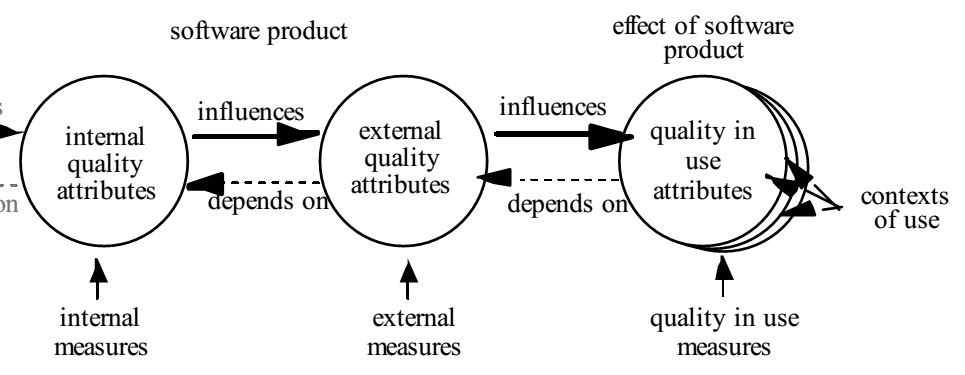 software product
effect of software
product
influences
influences
internal
quality
attributes
external
quality
attributes
quality in
use
attributes
depends on
depends on
contexts
of use
internal
measures
external
measures
quality in use
measures
s
on